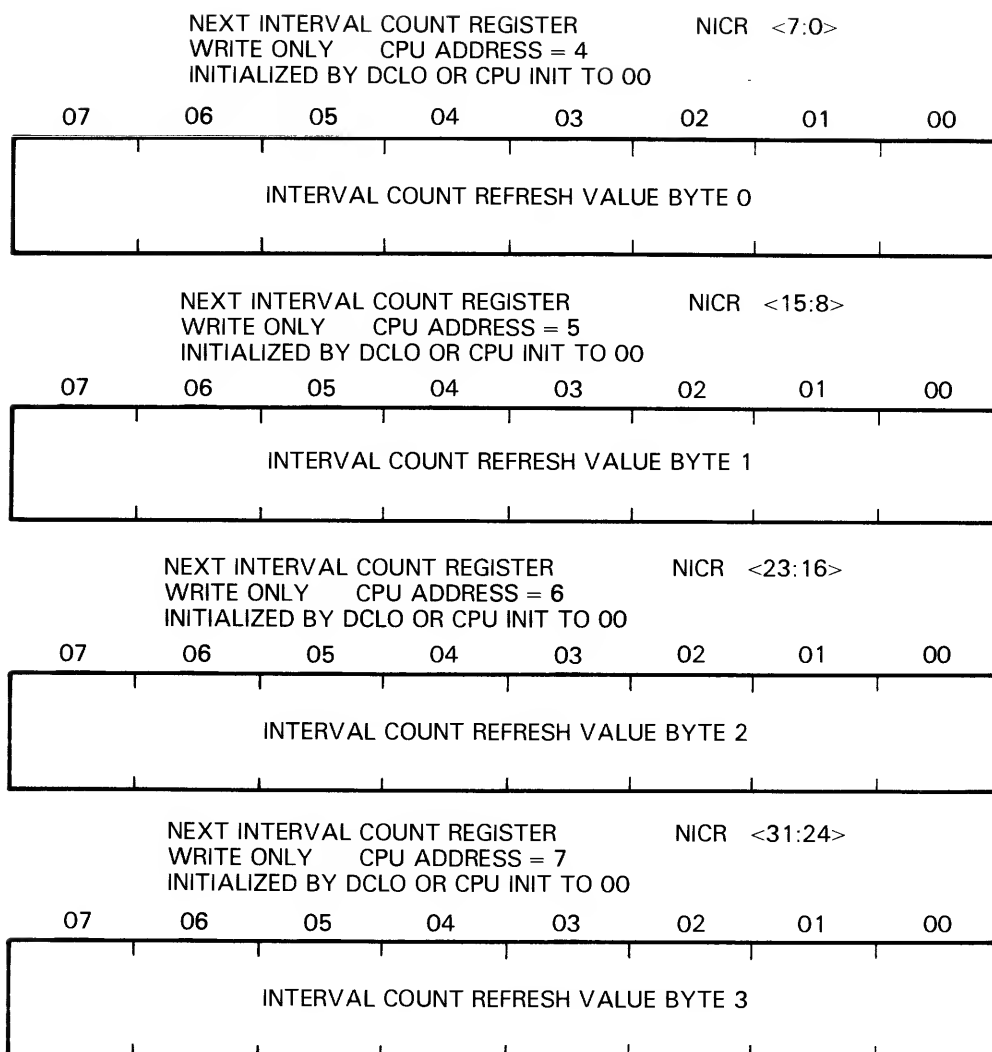 NEXT INTERVAL COUNT REGISTER NICR <7:0>
WRITE ONLY CPU ADDRESS = 4
INITIALIZED BY DCLO OR CPU INIT TO 00
07 06 05 04 03 02 01 00
INTERVAL COUNT REFRESH VALUE BYTE 0
NEXT INTERVAL COUNT REGISTER NICR <15:8>
WRITE ONLY CPU ADDRESS = 5
INITIALIZED BY DCLO OR CPU INIT TO 00
07 06 05 04 03 02 01 00
INTERVAL COUNT REFRESH VALUE BYTE 1
NEXT INTERVAL COUNT REGISTER NICR <23:16>
WRITE ONLY CPU ADDRESS = 6
INITIALIZED BY DCLO OR CPU INIT TO 00
07 06 05 04 03 02 01 00
INTERVAL COUNT REFRESH VALUE BYTE 2
NEXT INTERVAL COUNT REGISTER NICR <31:24>
WRITE ONLY CPU ADDRESS = 7
INITIALIZED BY DCLO OR CPU INIT TO 00
07 06 05 04 03 02 01 00
INTERVAL COUNT REFRESH VALUE BYTE 3